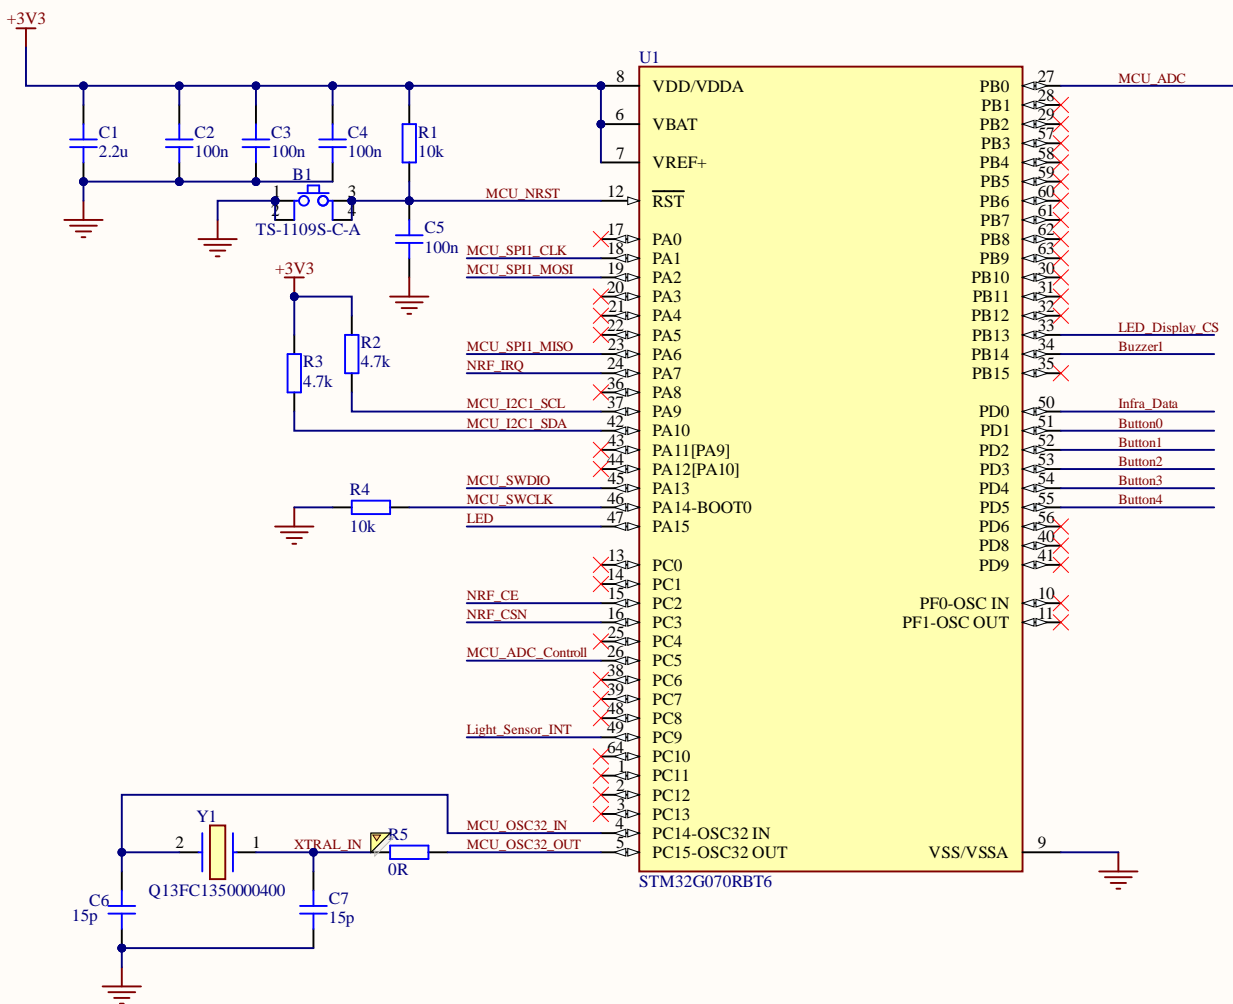 +3V3
U1
C1
2.2u
C2
100n
C3
100n
C4
100n
R1
10k
B1
1
2
3
4
TS-1109S-C-A
C5
100n
+3V3
R3
4.7k
R2
4.7k
R4
10k
8 VDD/VDDA
6 VBAT
7 VREF+
MCU_NRST 12 RST
17 PA0
MCU_SPI1_CLK 18 PA1
MCU_SPI1_MOSI 19 PA2
20 PA3
21 PA4
22 PA5
MCU_SPI1_MISO 23 PA6
NRF_IRQ 24 PA7
36 PA8
MCU_I2C1_SCL 37 PA9
MCU_I2C1_SDA 42 PA10
43 PA11[PA9]
44 PA12[PA10]
MCU_SWDIO 45 PA13
MCU_SWCLK 46 PA14-BOOT0
LED 47 PA15
13 PC0
14 PC1
NRF_CE 15 PC2
NRF_CSN 16 PC3
25 PC4
MCU_ADC_Controll 26 PC5
38 PC6
39 PC7
48 PC8
Light_Sensor_INT 49 PC9
64 PC10
1 PC11
2 PC12
3 PC13
MCU_OSC32_IN 4 PC14-OSC32 IN
MCU_OSC32_OUT 5 PC15-OSC32 OUT
PB0 27 MCU_ADC
PB1 28
PB2 29
PB3 57
PB4 58
PB5 59
PB6 60
PB7 61
PB8 62
PB9 63
PB10 30
PB11 31
PB12 32
PB13 33 LED_Display_CS
PB14 34 Buzzer1
PB15 35
PD0 50 Infra_Data
PD1 51 Button0
PD2 52 Button1
PD3 53 Button2
PD4 54 Button3
PD5 55 Button4
PD6 56
PD8 40
PD9 41
PF0-OSC IN 10
PF1-OSC OUT 11
VSS/VSSA 9
STM32G070RBT6
Y1
2
1
Q13FC1350000400
XTRAL_IN
R5
0R
C6
15p
C7
15p